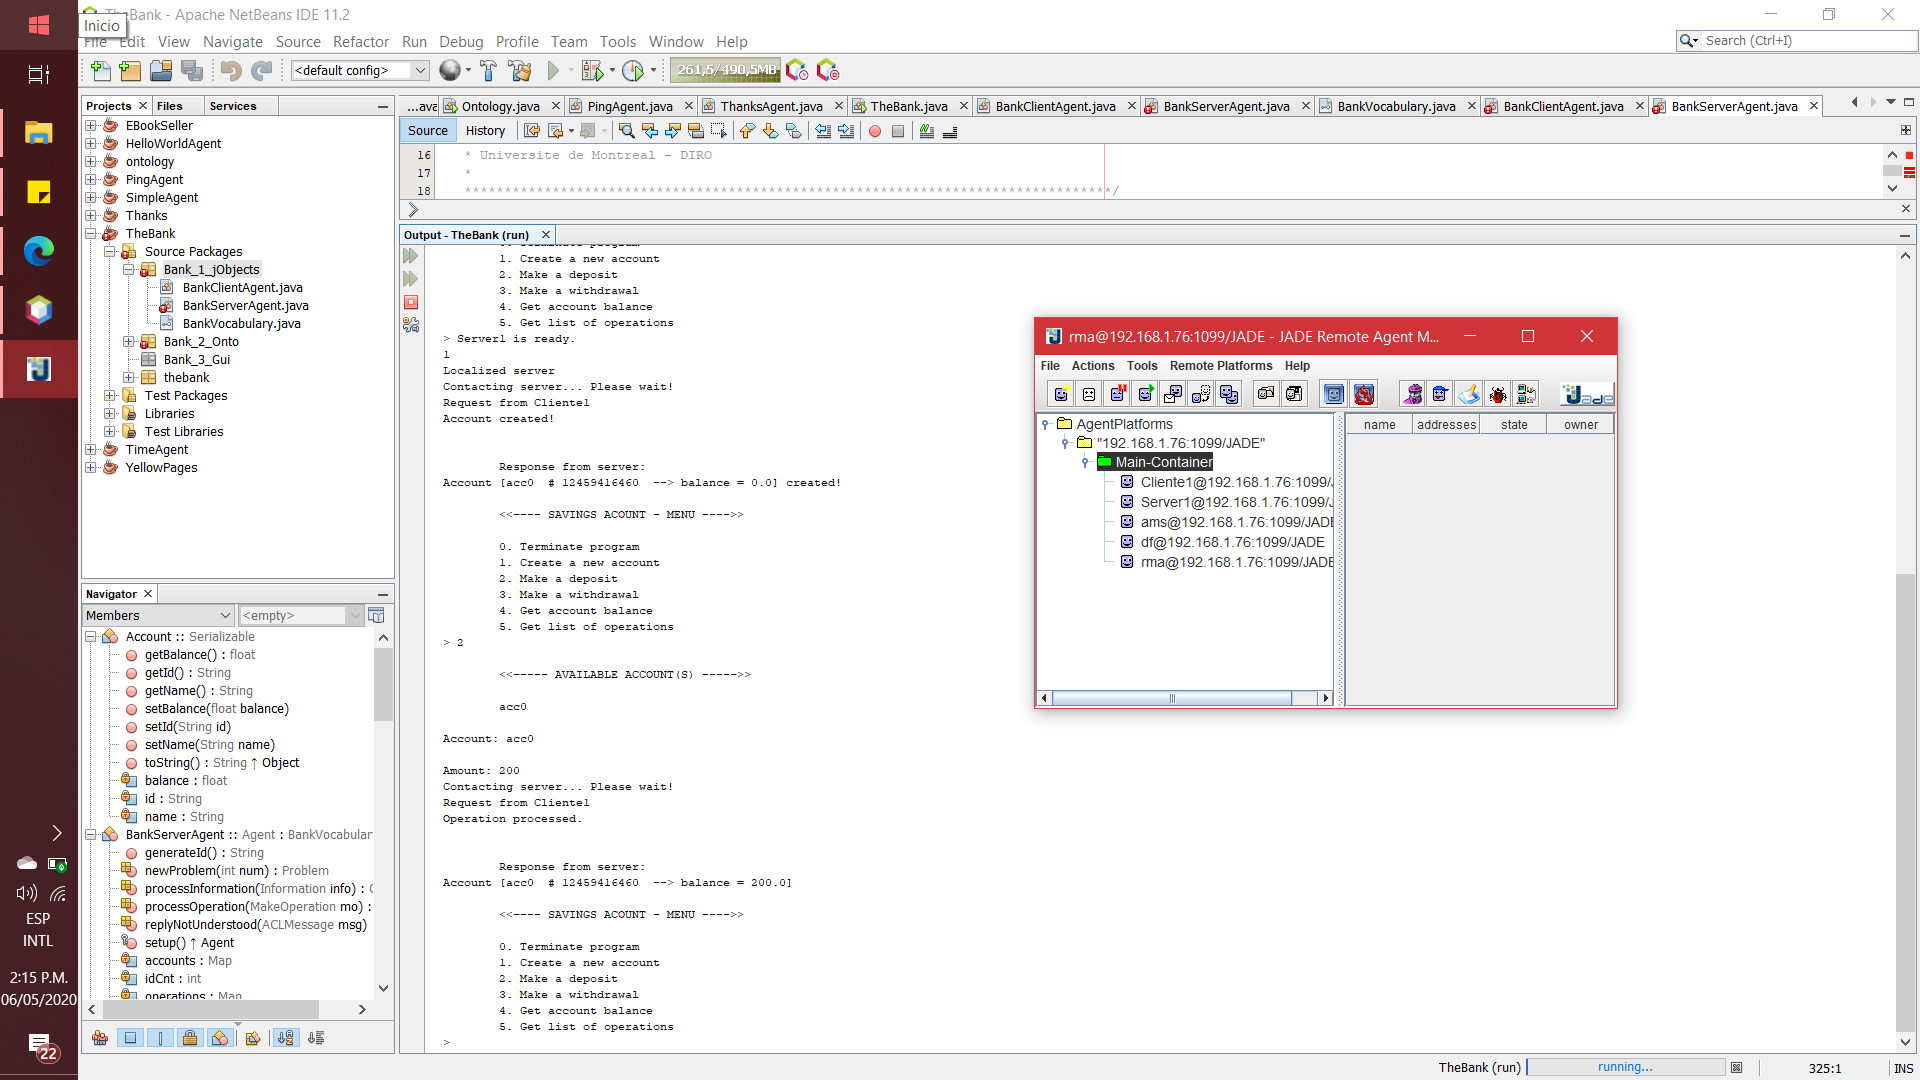 TheBank - Apache NetBeans IDE 11.2
Inicio
File Edit View Navigate Source Refactor Run Debug Profile Team Tools Window Help
Search (Ctrl+I)
<default config>
261,5/490,5MB
Projects Files Services
...ava Ontology.java PingAgent.java ThanksAgent.java TheBank.java BankClientAgent.java BankServerAgent.java BankVocabulary.java BankClientAgent.java BankServerAgent.java
Source History
EBookSeller
HelloWorldAgent
ontology
PingAgent
SimpleAgent
Thanks
TheBank
Source Packages
Bank_1_jObjects
BankClientAgent.java
BankServerAgent.java
BankVocabulary.java
Bank_2_Onto
Bank_3_Gui
thebank
Test Packages
Libraries
Test Libraries
TimeAgent
YellowPages
16 * Universite de Montreal - DIRO
17 *
18 **************************************************************************************/
Output - TheBank (run)
0. Terminate program
1. Create a new account
2. Make a deposit
3. Make a withdrawal
4. Get account balance
5. Get list of operations
> Server1 is ready.
1
Localized server
Contacting server... Please wait!
Request from Cliente1
Account created!
Response from server:
Account [acc0 # 12459416460 --> balance = 0.0] created!
<<---- SAVINGS ACOUNT - MENU ---->>
0. Terminate program
1. Create a new account
2. Make a deposit
3. Make a withdrawal
4. Get account balance
5. Get list of operations
> 2
<<----- AVAILABLE ACCOUNT(S) ----->>
acc0
Account: acc0
Amount: 200
Contacting server... Please wait!
Request from Cliente1
Operation processed.
Response from server:
Account [acc0 # 12459416460 --> balance = 200.0]
<<---- SAVINGS ACOUNT - MENU ---->>
0. Terminate program
1. Create a new account
2. Make a deposit
3. Make a withdrawal
4. Get account balance
5. Get list of operations
>
rma@192.168.1.76:1099/JADE - JADE Remote Agent M...
File Actions Tools Remote Platforms Help
Jade
AgentPlatforms
"192.168.1.76:1099/JADE"
Main-Container
Cliente1@192.168.1.76:1099/J
Server1@192.168.1.76:1099/J
ams@192.168.1.76:1099/JADE
df@192.168.1.76:1099/JADE
rma@192.168.1.76:1099/JADE
name addresses state owner
Navigator
Members <empty>
Account :: Serializable
getBalance() : float
getId() : String
getName() : String
setBalance(float balance)
setId(String id)
setName(String name)
toString() : String ↑ Object
balance : float
id : String
name : String
BankServerAgent :: Agent : BankVocabular
generateId() : String
newProblem(int num) : Problem
processInformation(Information info) : O
processOperation(MakeOperation mo) :
replyNotUnderstood(ACLMessage msg)
setup() ↑ Agent
accounts : Map
idCnt : int
operations : Map
ESP
INTL
2:15 P.M.
06/05/2020
22
TheBank (run) running... 325:1 INS